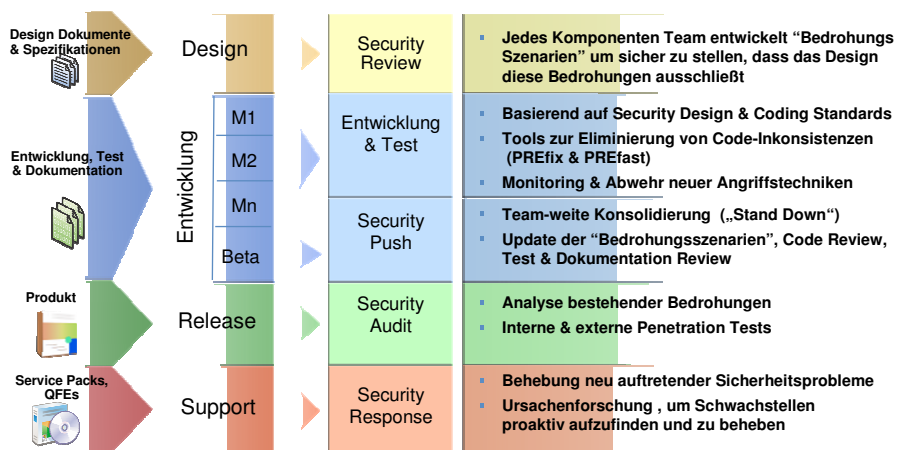 Design Dokumente
& Spezifikationen
Design
Security
Review
▪ Jedes Komponenten Team entwickelt “Bedrohungs
Szenarien” um sicher zu stellen, dass das Design
diese Bedrohungen ausschließt
Entwicklung, Test
& Dokumentation
Entwicklung
M1
M2
Mn
Beta
Entwicklung
& Test
▪ Basierend auf Security Design & Coding Standards
▪ Tools zur Eliminierung von Code-Inkonsistenzen
(PREfix & PREfast)
▪ Monitoring & Abwehr neuer Angriffstechniken
Security
Push
▪ Team-weite Konsolidierung („Stand Down“)
▪ Update der “Bedrohungsszenarien”, Code Review,
Test & Dokumentation Review
Produkt
Release
Security
Audit
▪ Analyse bestehender Bedrohungen
▪ Interne & externe Penetration Tests
Service Packs,
QFEs
Support
Security
Response
▪ Behebung neu auftretender Sicherheitsprobleme
▪ Ursachenforschung , um Schwachstellen
proaktiv aufzufinden und zu beheben